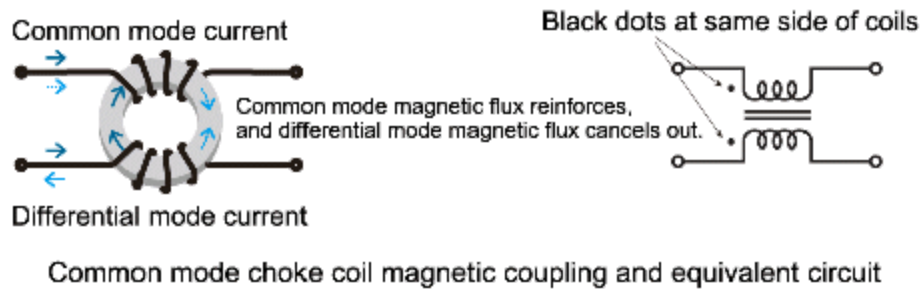 Common mode current
Black dots at same side of coils
Common mode magnetic flux reinforces,
and differential mode magnetic flux cancels out.
Differential mode current
Common mode choke coil magnetic coupling and equivalent circuit